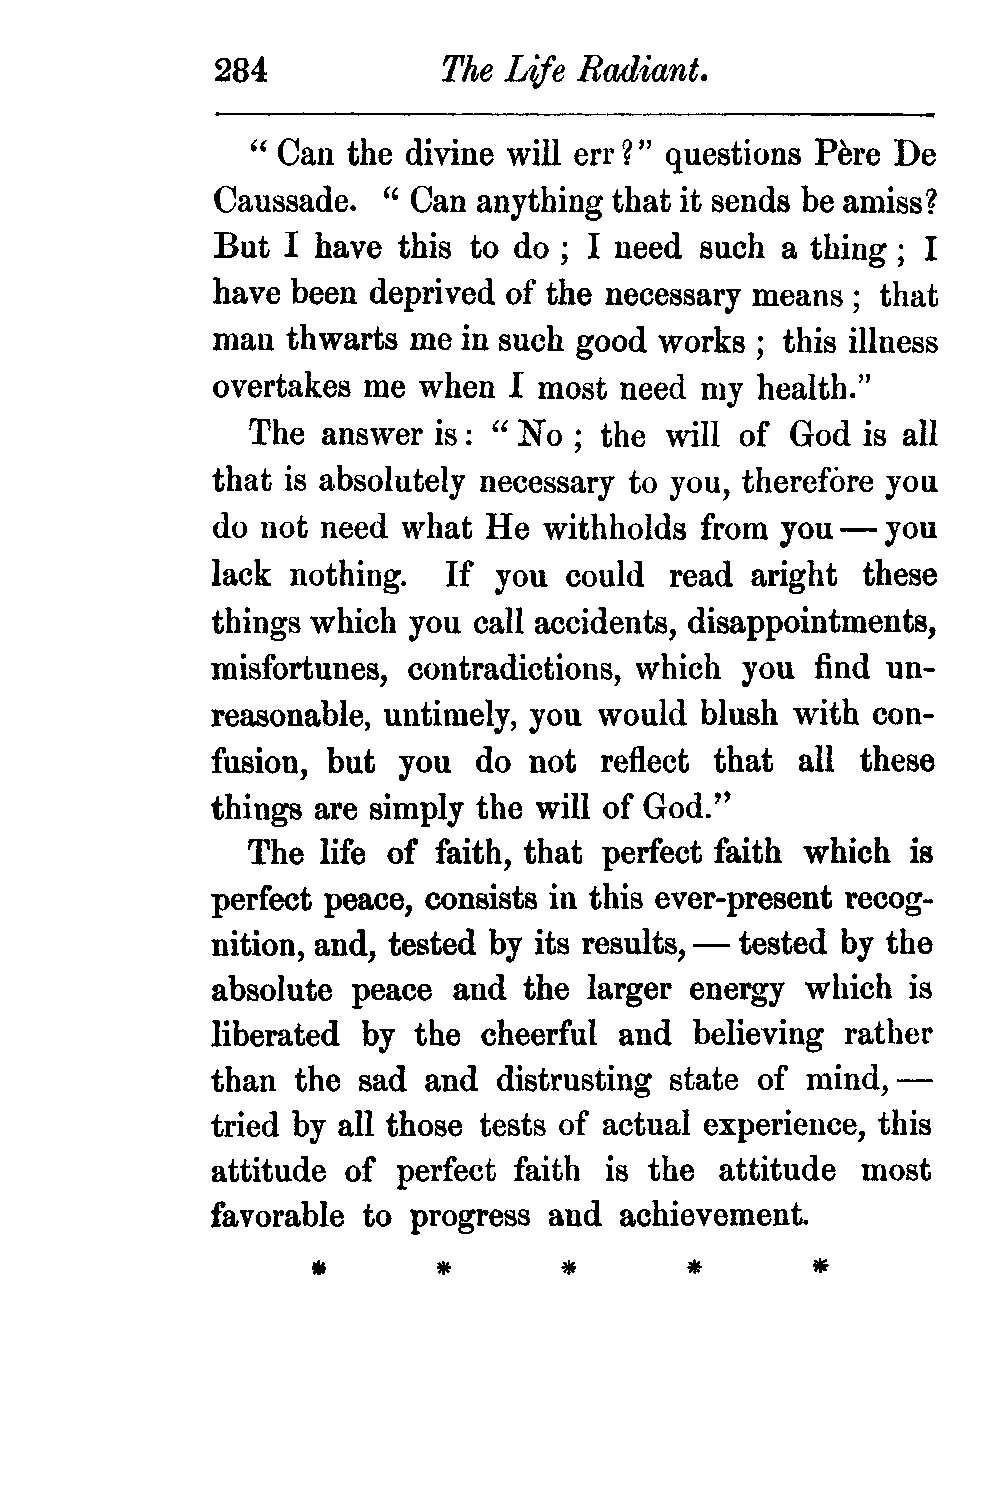 284 The Life Radiant.
" Can the divine will err?" questions Père De
Caussade. " Can anything that it sends be amiss?
But I have this to do ; I need such a thing ; I
have been deprived of the necessary means ; that
man thwarts me in such good works ; this illness
overtakes me when I most need my health."
The answer is: " No ; the will of God is all
that is absolutely necessary to you, therefore you
do not need what He withholds from you — you
lack nothing. If you could read aright these
things which you call accidents, disappointments,
misfortunes, contradictions, which you find un-
reasonable, untimely, you would blush with con-
fusion, but you do not reflect that all these
things are simply the will of God."
The life of faith, that perfect faith which is
perfect peace, consists in this ever-present recog-
nition, and, tested by its results, — tested by the
absolute peace and the larger energy which is
liberated by the cheerful and believing rather
than the sad and distrusting state of mind, —
tried by all those tests of actual experience, this
attitude of perfect faith is the attitude most
favorable to progress and achievement.
* * * * *